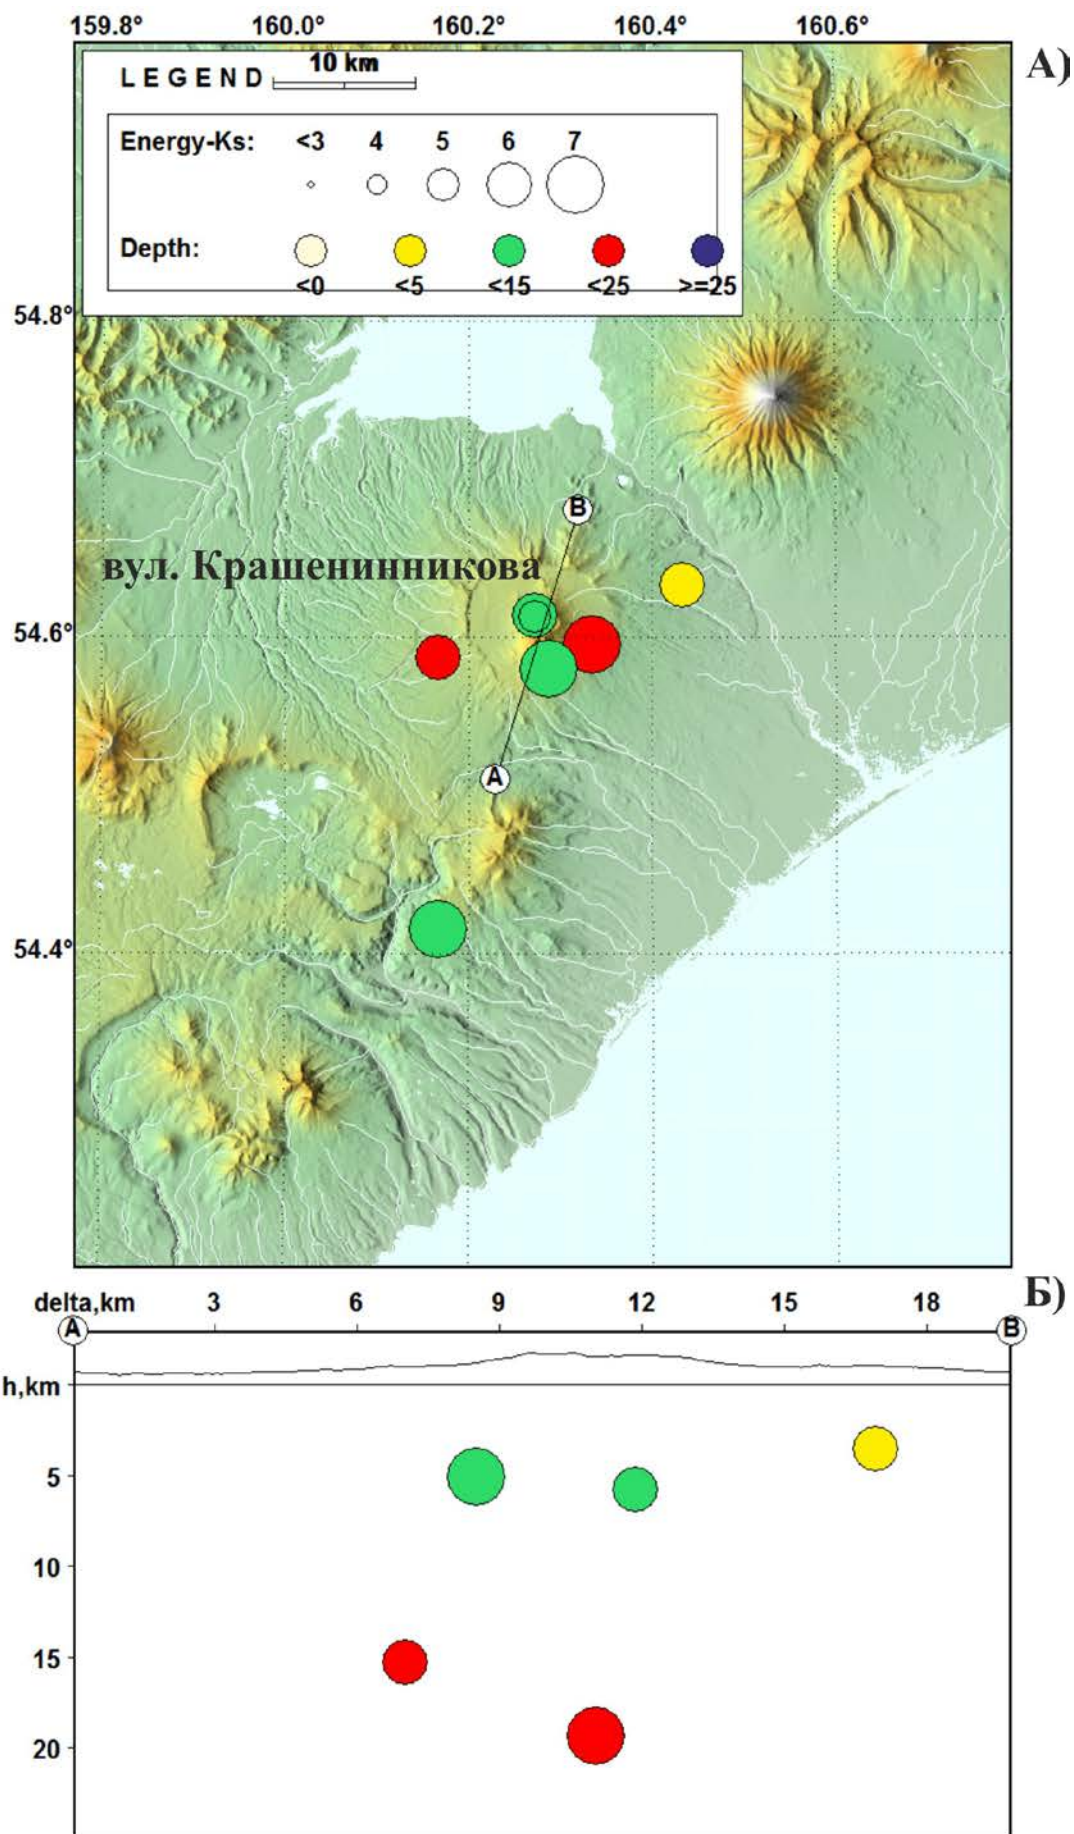 159.8° 160.0° 160.2° 160.4° 160.6°
А)
LEGEND 10 km
Energy-Ks: <3 4 5 6 7
Depth:
<0 <5 <15 <25 >=25
54.8°
B
вул. Крашенинникова
54.6°
A
54.4°
Б)
delta,km 3 6 9 12 15 18
A B
h,km
5
10
15
20